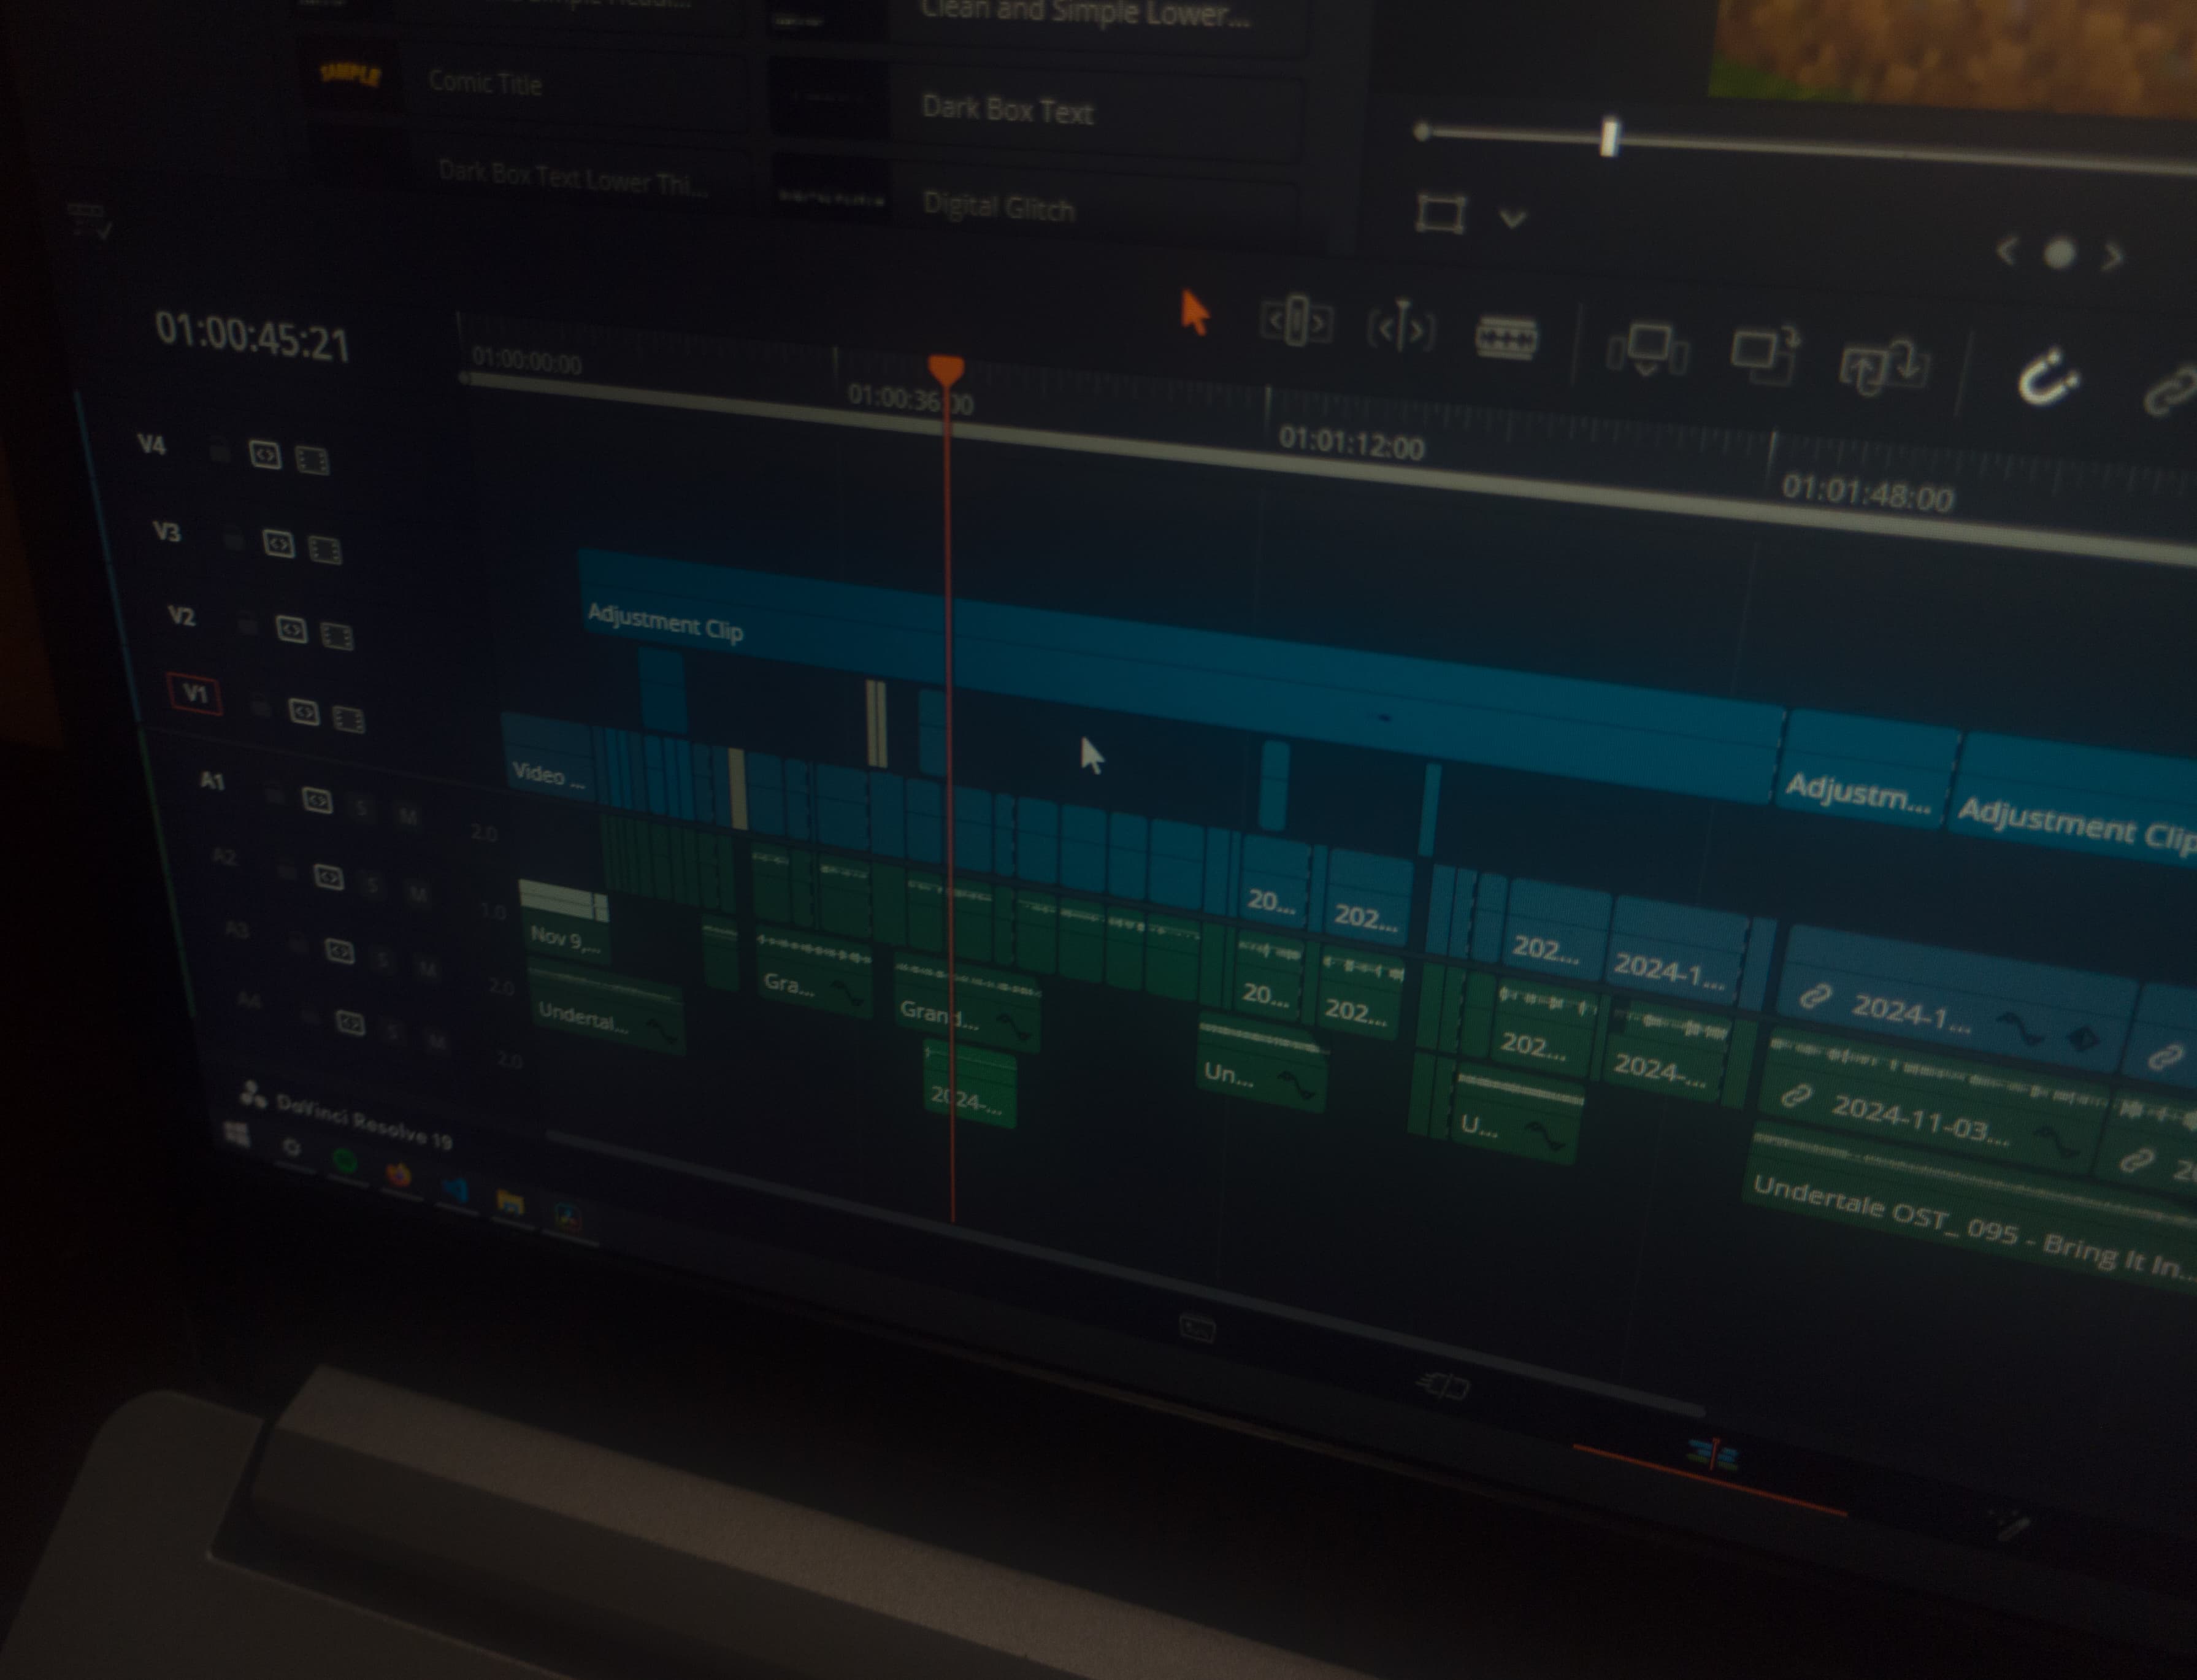 Clean and Simple Lower...
SAMPLE
Comic Title
Dark Box Text
Dark Box Text Lower Thi...
Digital Glitch
01:00:45:21
01:00:00:00
01:00:36:00
01:01:12:00
01:01:48:00
V4
V3
V2
V1
Adjustment Clip
Adjustm...
Adjustment Clip
Video ...
20...
202...
202...
2024-1...
2024-1...
A1
S
M
2.0
20...
202...
202...
2024-...
2024-11-03...
A2
S
M
1.0
Nov 9,...
Gra...
Grand...
Un...
U...
Undertale OST_ 095 - Bring It In...
A3
S
M
2.0
Undertal...
2024-...
A4
S
M
2.0
DaVinci Resolve 19